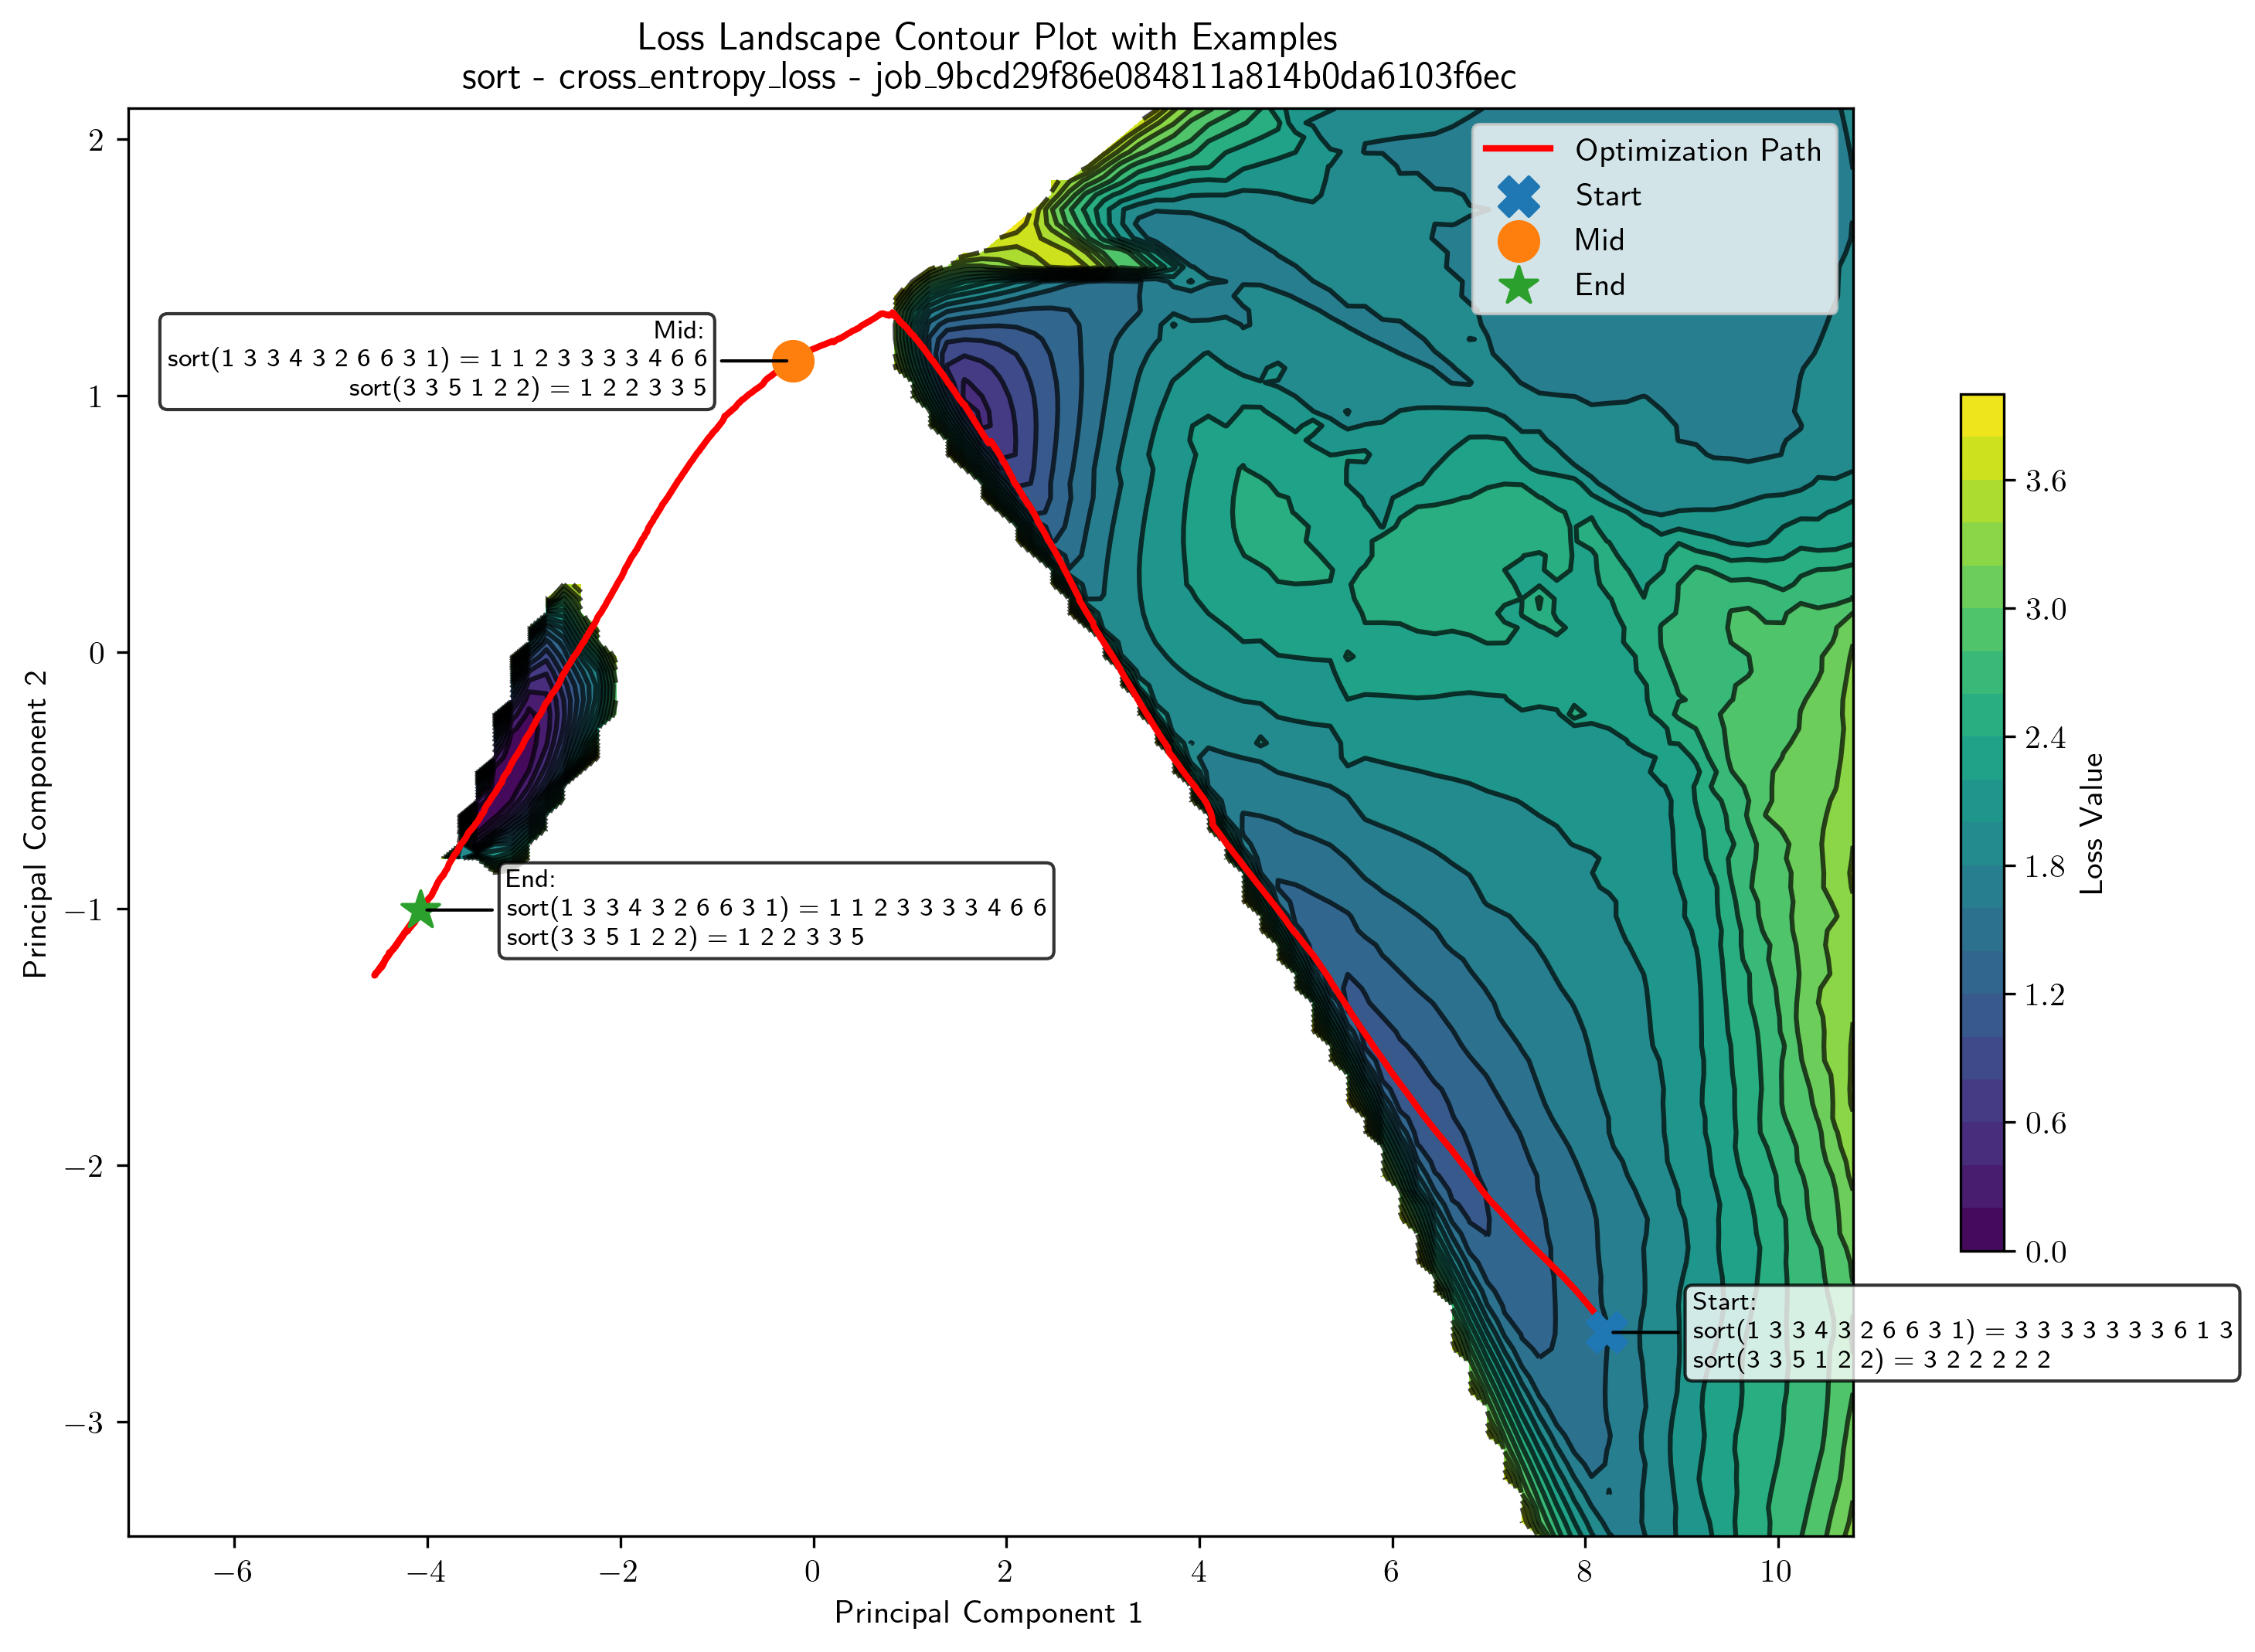 Loss Landscape Contour Plot with Examples
sort - cross_entropy_loss - job_9bcd29f86e084811a814b0da6103f6ec
Optimization Path
Start
Mid
End
Mid:
sort(1 3 3 4 3 2 6 6 3 1) = 1 1 2 3 3 3 3 4 6 6
sort(3 3 5 1 2 2) = 1 2 2 3 3 5
End:
sort(1 3 3 4 3 2 6 6 3 1) = 1 1 2 3 3 3 3 4 6 6
sort(3 3 5 1 2 2) = 1 2 2 3 3 5
Start:
sort(1 3 3 4 3 2 6 6 3 1) = 3 3 3 3 3 3 3 6 1 3
sort(3 3 5 1 2 2) = 3 2 2 2 2 2
2
1
0
−1
−2
−3
Principal Component 2
−6
−4
−2
0
2
4
6
8
10
Principal Component 1
3.6
3.0
2.4
1.8
1.2
0.6
0.0
Loss Value